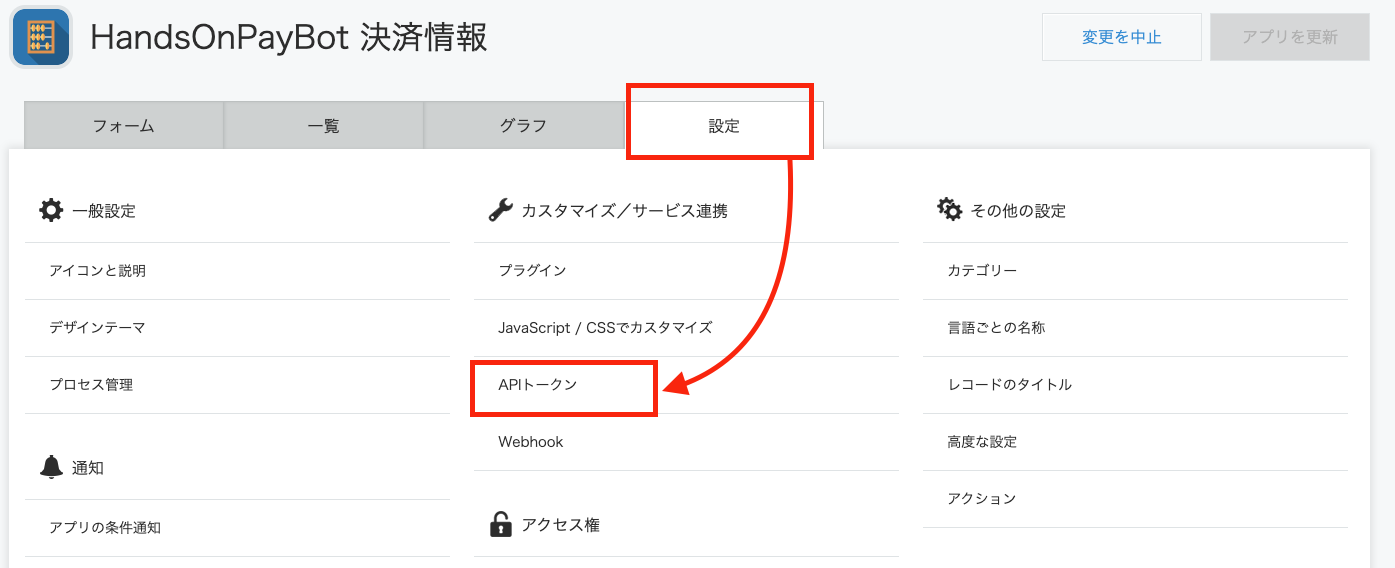 HandsOnPayBot 決済情報
変更を中止
アプリを更新
フォーム
一覧
グラフ
設定
一般設定
アイコンと説明
デザインテーマ
プロセス管理
通知
アプリの条件通知
カスタマイズ／サービス連携
プラグイン
JavaScript / CSSでカスタマイズ
APIトークン
Webhook
アクセス権
その他の設定
カテゴリー
言語ごとの名称
レコードのタイトル
高度な設定
アクション